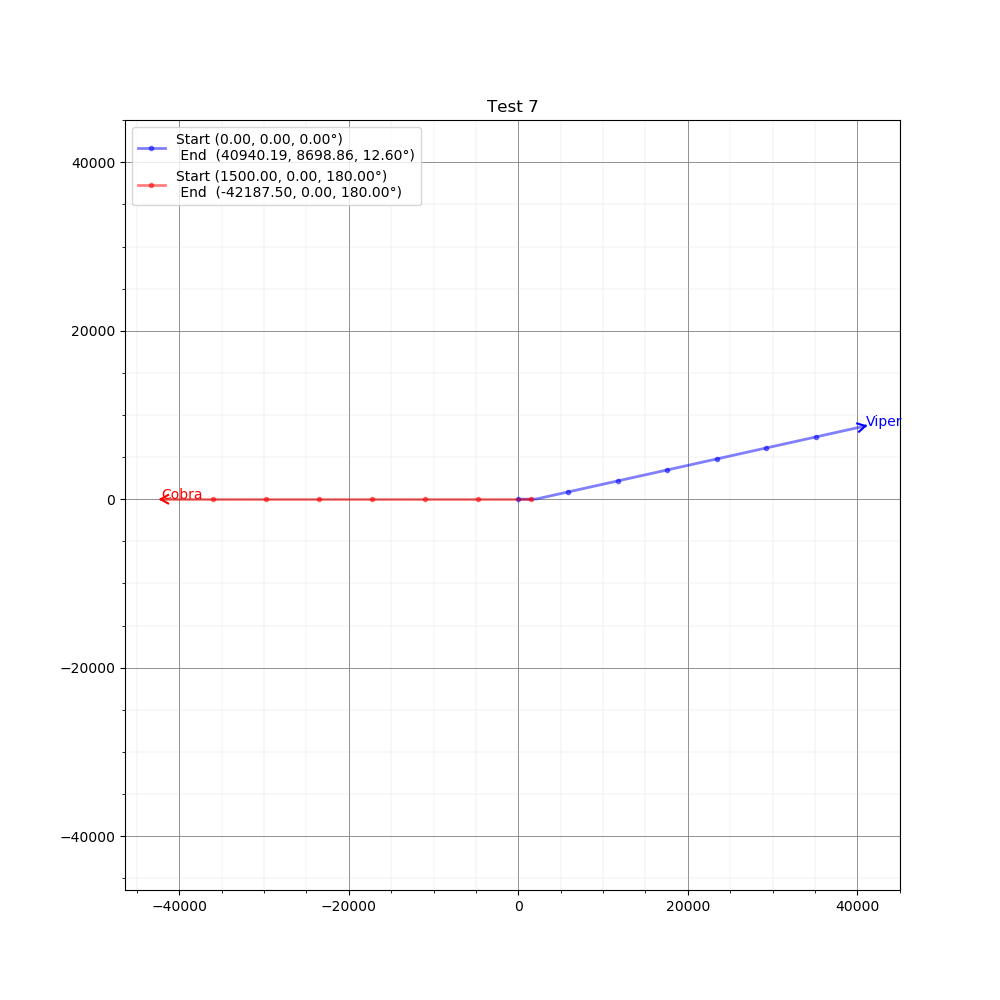 Test 7
Start (0.00, 0.00, 0.00°)
End (40940.19, 8698.86, 12.60°)
Start (1500.00, 0.00, 180.00°)
End (-42187.50, 0.00, 180.00°)
40000
20000
Viper
Cobra
0
−20000
−40000
−40000 −20000 0 20000 40000